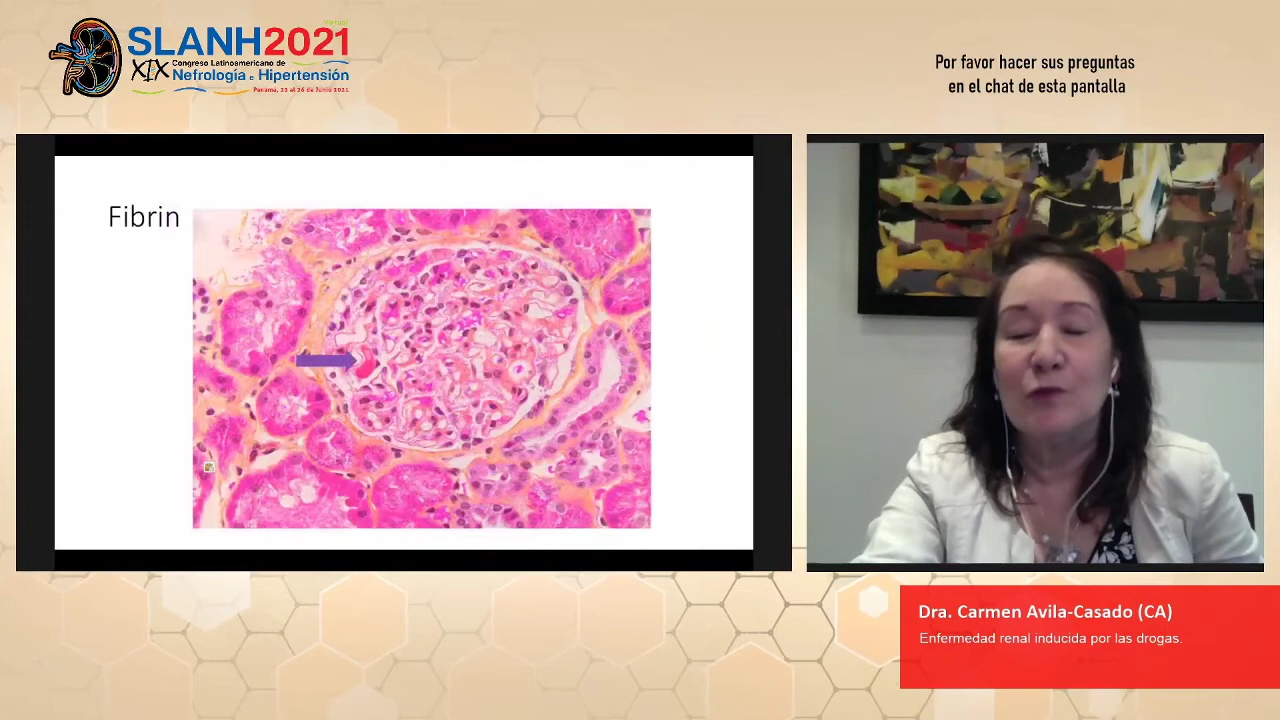 Virtual
SLANH2021
XIX Congreso Latinoamericano de
Nefrología e Hipertensión
Panamá, 23 al 26 de Junio 2021
Por favor hacer sus preguntas
en el chat de esta pantalla
Fibrin
Dra. Carmen Avila-Casado (CA)
Enfermedad renal inducida por las drogas.